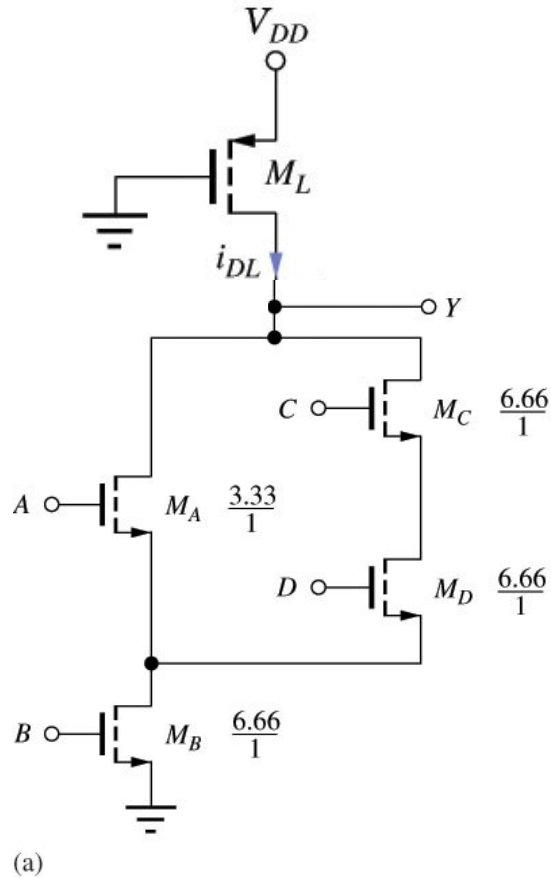 V_DD
M_L
i_DL
Y
C M_C 6.66/1
A M_A 3.33/1
D M_D 6.66/1
B M_B 6.66/1
(a)